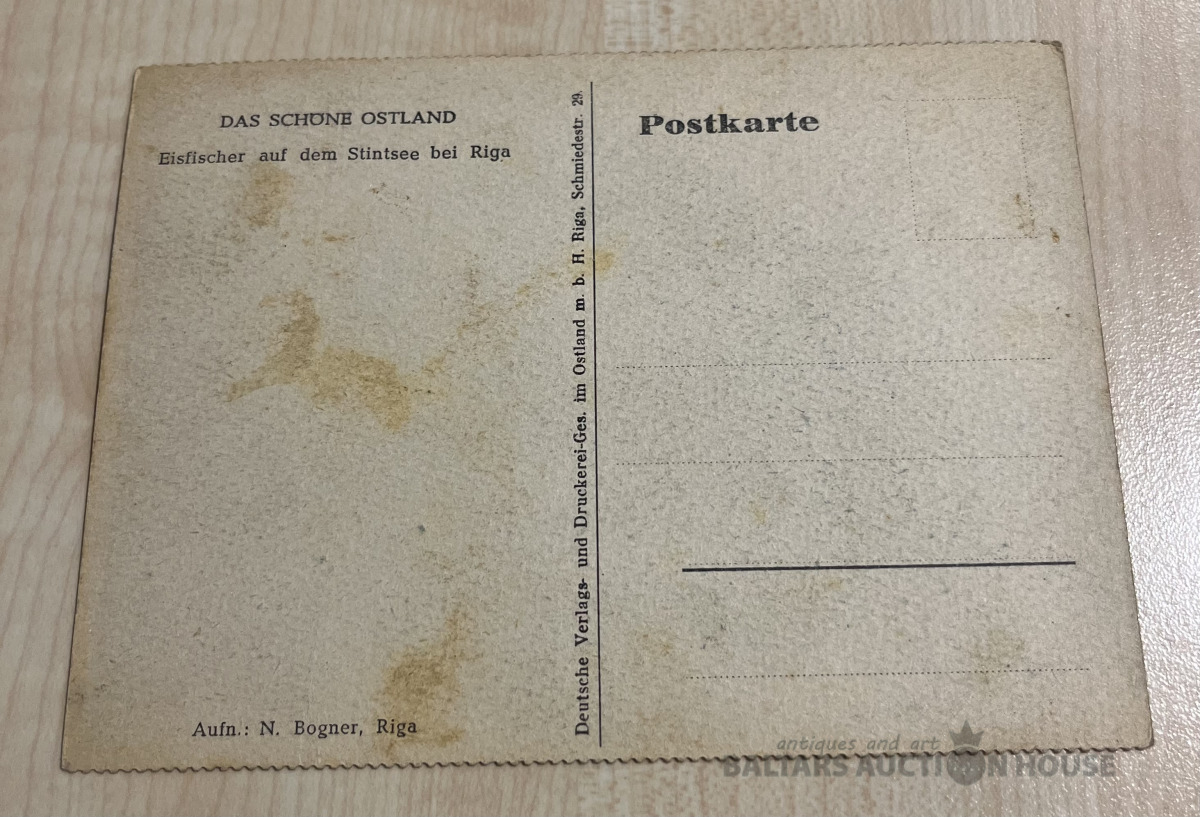 DAS SCHÖNE OSTLAND
Eisfischer auf dem Stintsee bei Riga
Aufn.: N. Bogner, Riga
Deutsche Verlags- und Druckerei-Ges. im Ostland m. b. H. Riga, Schmiedestr. 29.
Postkarte
antiques and art
BALTARS AUCTION HOUSE